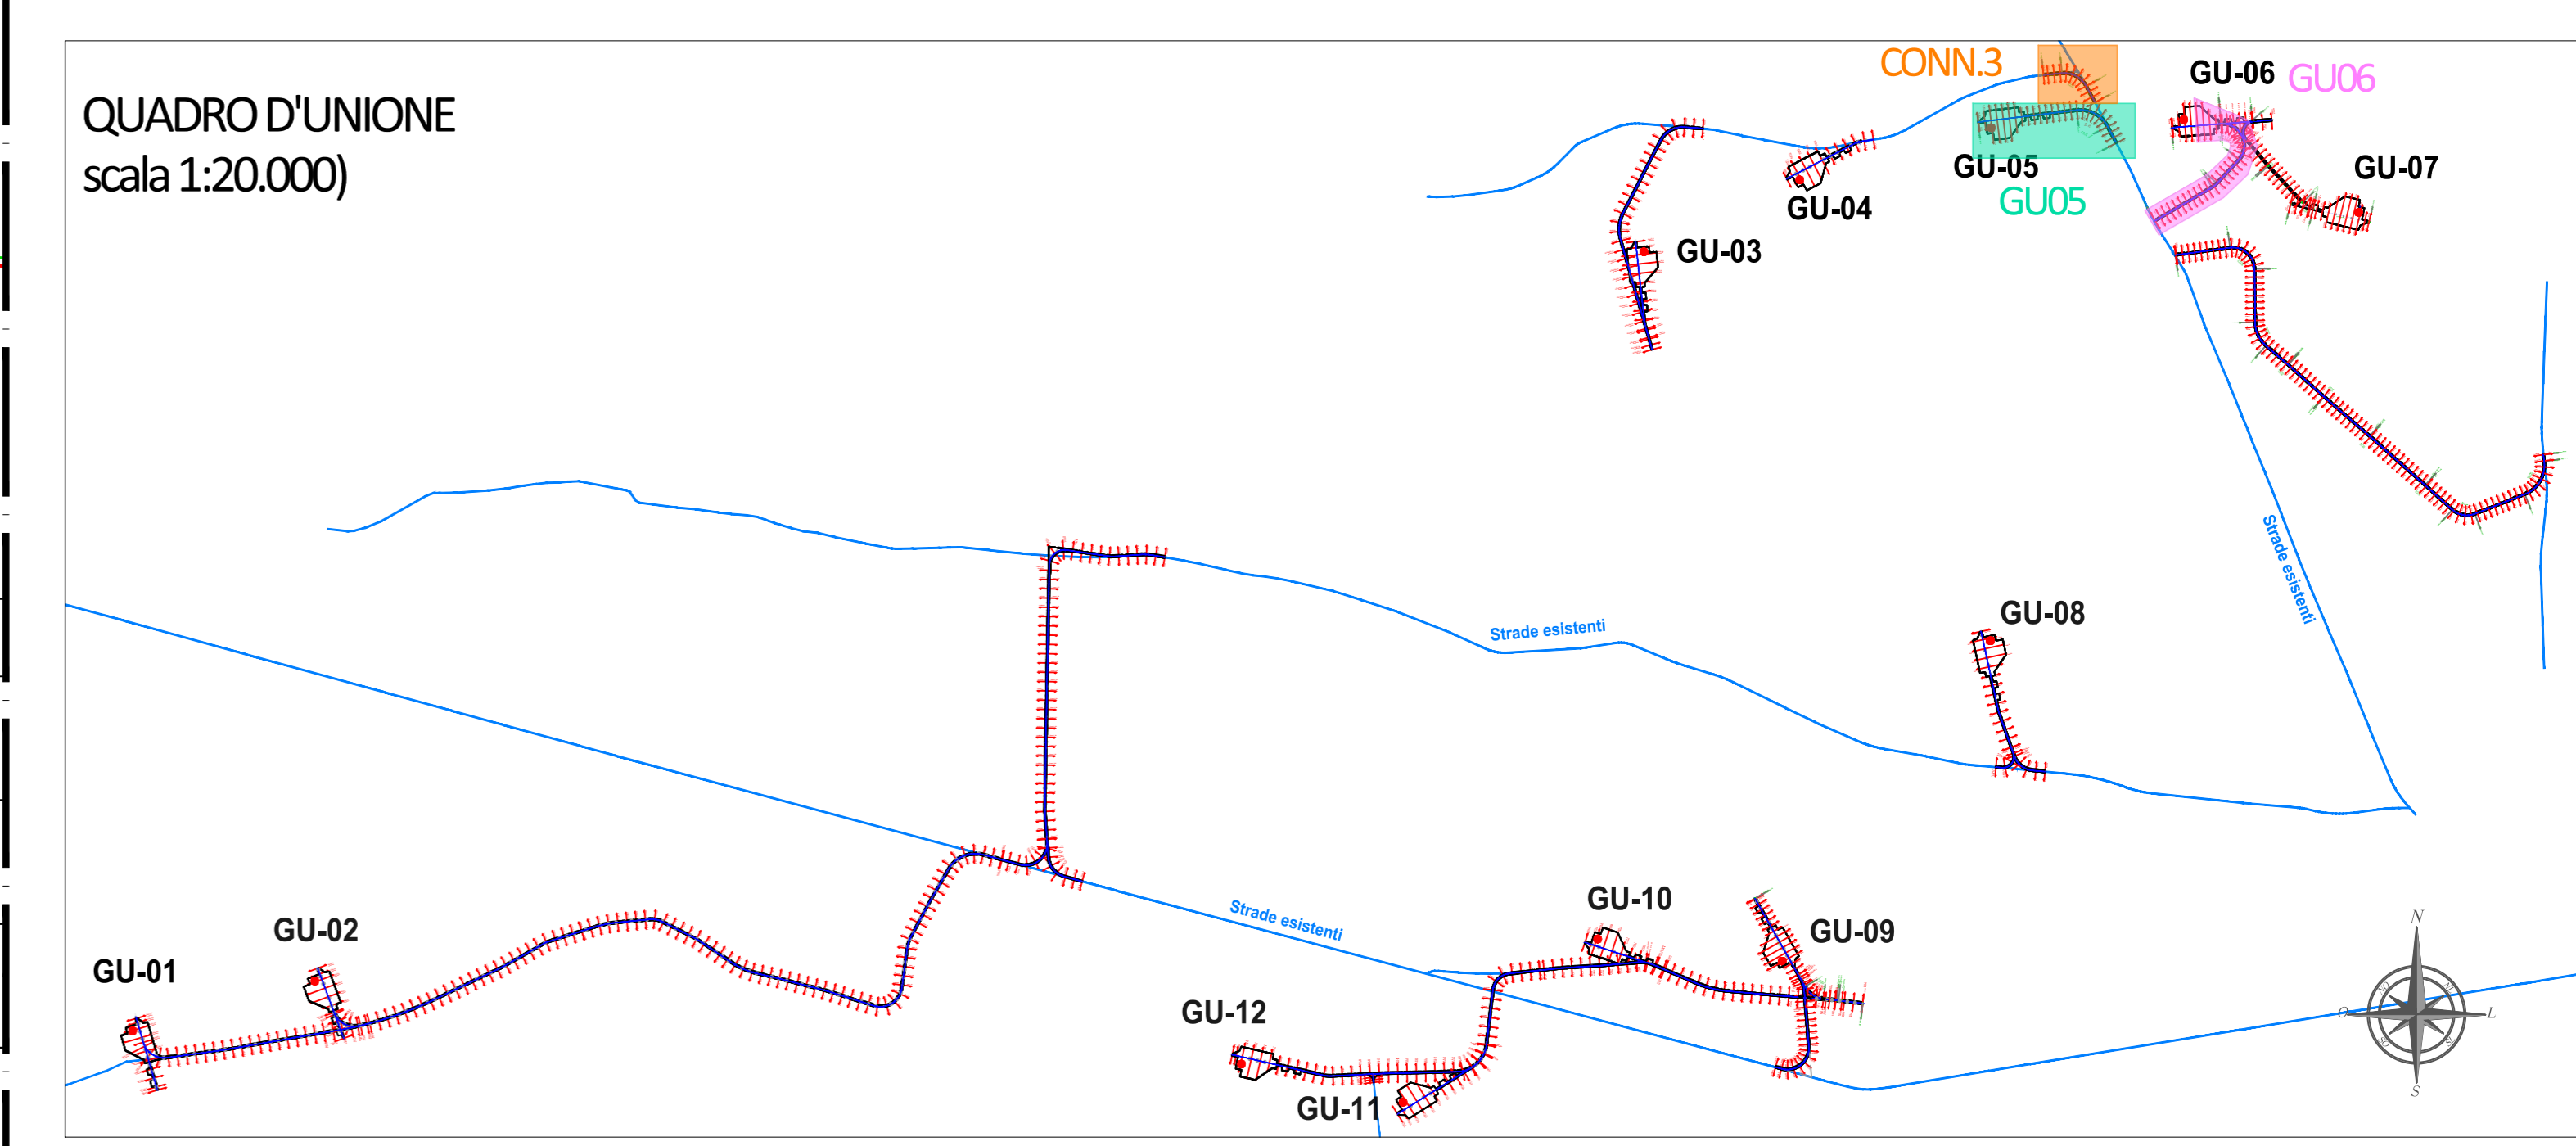 QUADRO D'UNIONE
scala 1:20.000)
CONN.3
GU-06
GU06
GU-05
GU05
GU-07
GU-04
GU-03
Strade esistenti
Strade esistenti
GU-08
Strade esistenti
GU-10
GU-09
GU-02
GU-01
GU-12
GU-11
N
O
L
S